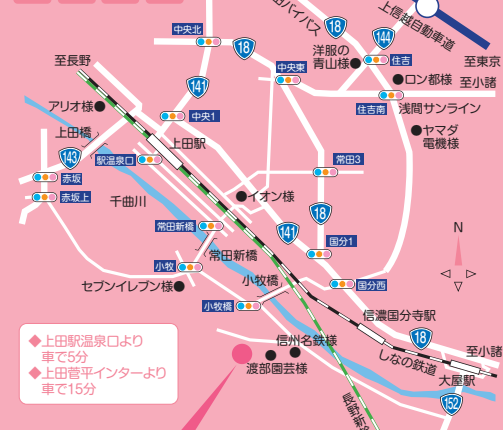 バイパス
18
144
上信越自動車道
中央北
18
洋服の
青山様
住吉
至東京
至長野
中央東
ロン都様
至小諸
141
アリオ様
住吉南
浅間サンライン
中央1
ヤマダ
電機様
上田橋
上田駅
143
駅温泉口
常田3
赤坂
赤坂上
千曲川
イオン様
18
常田新橋
141
国分1
N
常田新橋
小牧
小牧橋
国分西
セブンイレブン様
小牧橋
信濃国分寺駅
18
◆上田駅温泉口より
車で5分
◆上田菅平インターより
車で15分
信州名鉄様
渡部園芸様
しなの鉄道
至小諸
大屋駅
152